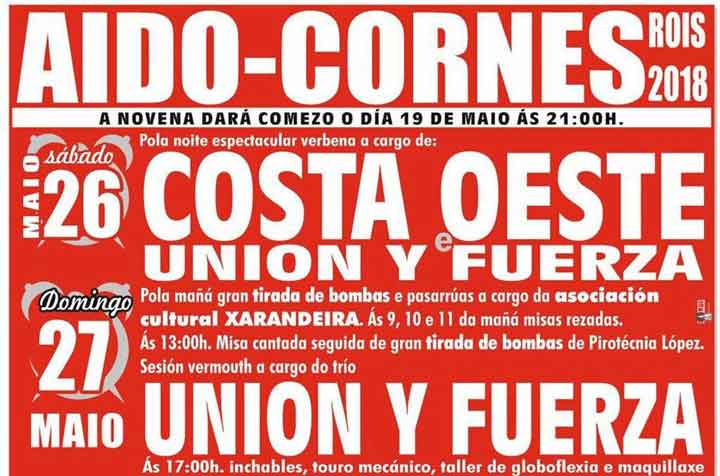 AIDO-CORNES
ROIS
2018
A NOVENA DARÁ COMEZO O DÍA 19 DE MAIO ÁS 21:00H.
MAIO
sábado
26
Pola noite espectacular verbena a cargo de:
COSTA OESTE
e
UNION Y FUERZA
Domingo
27
MAIO
Pola mañá gran tirada de bombas e pasarrúas a cargo da asociación
cultural XARANDEIRA. Ás 9, 10 e 11 da mañá misas rezadas.
Ás 13:00h. Misa cantada seguida de gran tirada de bombas de Pirotécnia López.
Sesión vermouth a cargo do trío
UNION Y FUERZA
Ás 17:00h. inchables, touro mecánico, taller de globoflexia e maquillaxe